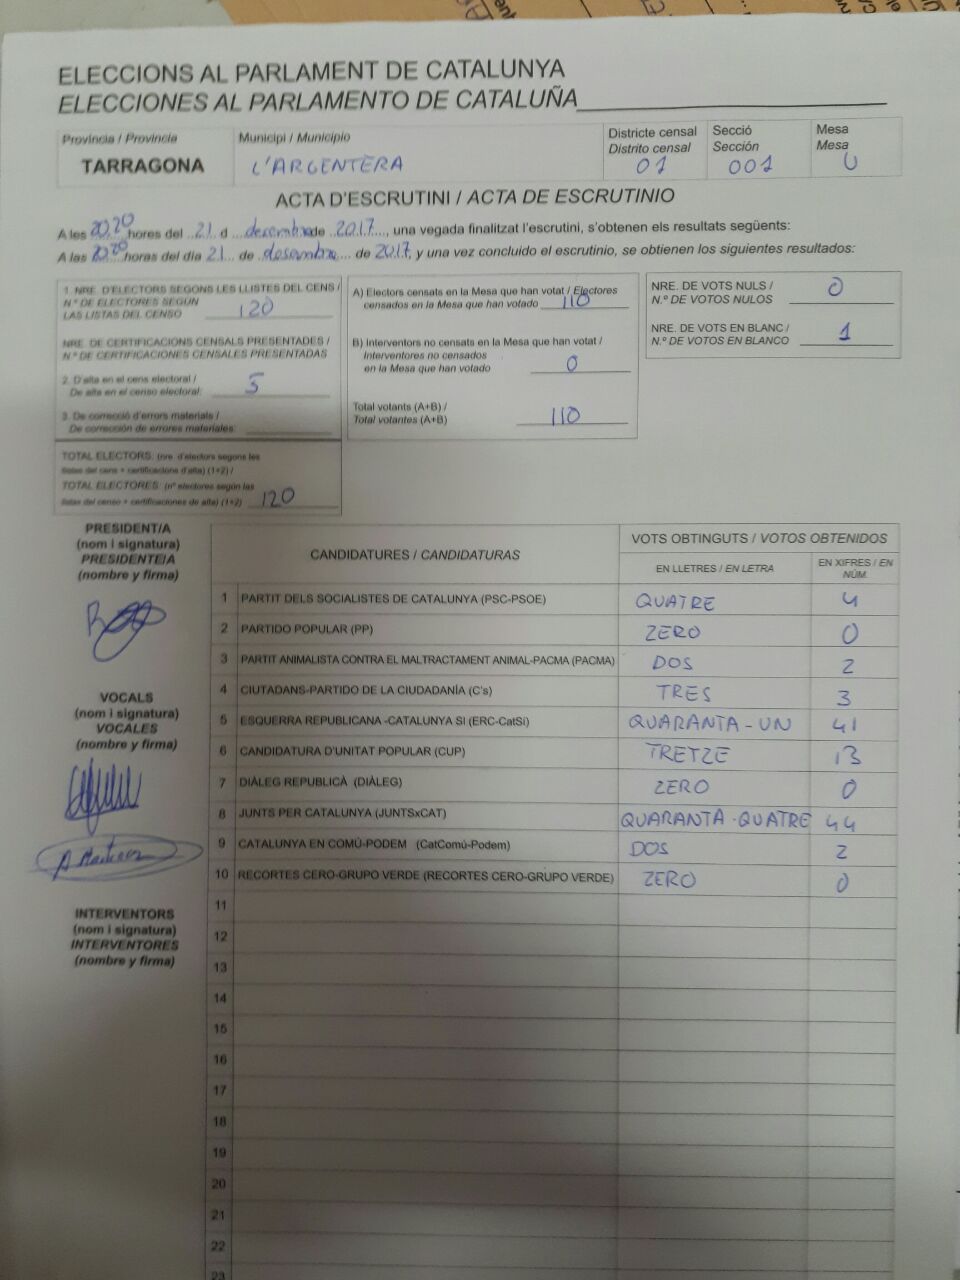 ELECCIONS AL PARLAMENT DE CATALUNYA
ELECCIONES AL PARLAMENTO DE CATALUÑA
Provincia / Provincia
TARRAGONA
Municipi / Municipio
L'ARGENTERA
Districte censal
Distrito censal
01
Secció
Sección
001
Mesa
Mesa
U
ACTA D'ESCRUTINI / ACTA DE ESCRUTINIO
A les 20,20 hores del 21 d desembre de 2017, una vegada finalitzat l'escrutini, s'obtenen els resultats següents:
A las 20,20 horas del día 21 de desembre de 2017, y una vez concluido el escrutinio, se obtienen los siguientes resultados:
1. NRE. D'ELECTORS SEGONS LES LLISTES DEL CENS /
N.º DE ELECTORES SEGÚN
LAS LISTAS DEL CENSO 120
NRE. DE CERTIFICACIONS CENSALS PRESENTADES /
N.º DE CERTIFICACIONES CENSALES PRESENTADAS
2. D'alta en el cens electoral /
De alta en el censo electoral: 5
3. De correcció d'errors materials /
De corrección de errores materiales:
TOTAL ELECTORS: (nre. d'electors segons les
llistes del cens + certificacions d'alta) (1+2) /
TOTAL ELECTORES: (nº electores según las
listas del censo + certificaciones de alta) (1+2) 120
A) Electors censats en la Mesa que han votat / Electores
censados en la Mesa que han votado 110
B) Interventors no censats en la Mesa que han votat /
Interventores no censados
en la Mesa que han votado 0
Total votants (A+B) /
Total votantes (A+B) 110
NRE. DE VOTS NULS /
N.º DE VOTOS NULOS 0
NRE. DE VOTS EN BLANC /
N.º DE VOTOS EN BLANCO 1
PRESIDENT/A
(nom i signatura)
PRESIDENTE/A
(nombre y firma)
VOCALS
(nom i signatura)
VOCALES
(nombre y firma)
INTERVENTORS
(nom i signatura)
INTERVENTORES
(nombre y firma)
CANDIDATURES / CANDIDATURAS
VOTS OBTINGUTS / VOTOS OBTENIDOS
EN LLETRES / EN LETRA
EN XIFRES / EN NÚM.
1 PARTIT DELS SOCIALISTES DE CATALUNYA (PSC-PSOE) QUATRE 4
2 PARTIDO POPULAR (PP) ZERO 0
3 PARTIT ANIMALISTA CONTRA EL MALTRACTAMENT ANIMAL-PACMA (PACMA) DOS 2
4 CIUTADANS-PARTIDO DE LA CIUDADANÍA (C's) TRES 3
5 ESQUERRA REPUBLICANA -CATALUNYA SI (ERC-CatSí) QUARANTA - UN 41
6 CANDIDATURA D'UNITAT POPULAR (CUP) TRETZE 13
7 DIÀLEG REPUBLICÀ (DIÀLEG) ZERO 0
8 JUNTS PER CATALUNYA (JUNTSxCAT) QUARANTA - QUATRE 44
9 CATALUNYA EN COMÚ-PODEM (CatComú-Podem) DOS 2
10 RECORTES CERO-GRUPO VERDE (RECORTES CERO-GRUPO VERDE) ZERO 0
11
12
13
14
15
16
17
18
19
20
21
22
23